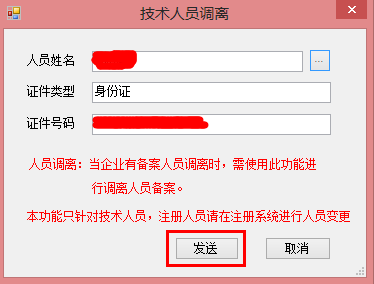 技术人员调离
人员姓名
...
证件类型 身份证
证件号码
人员调离：当企业有备案人员调离时，需使用此功能进
行调离人员备案。
本功能只针对技术人员，注册人员请在注册系统进行人员变更
发送 取消